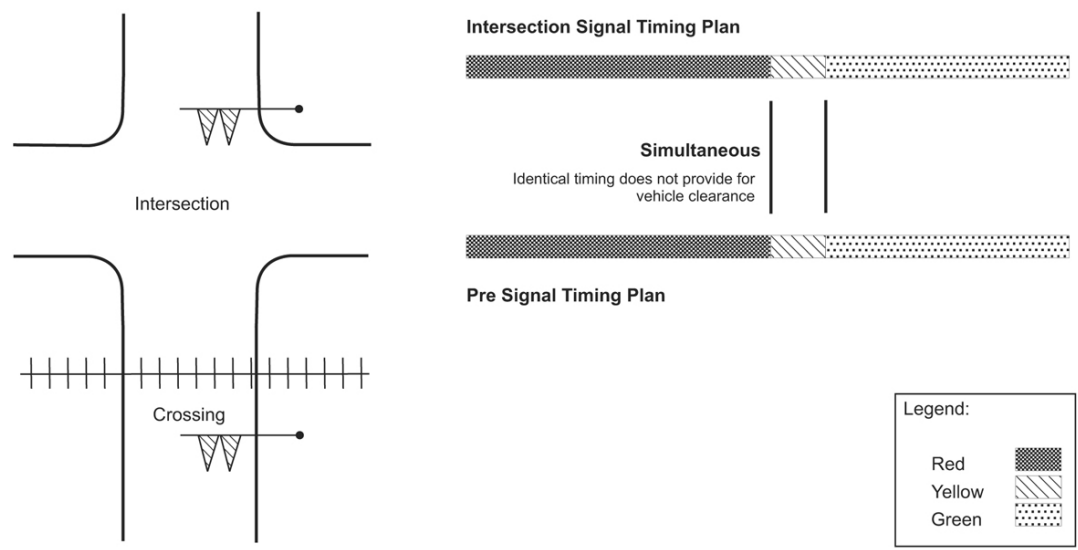 Intersection Signal Timing Plan
Simultaneous
Identical timing does not provide for
vehicle clearance
Intersection
Pre Signal Timing Plan
Crossing
Legend:
Red
Yellow
Green